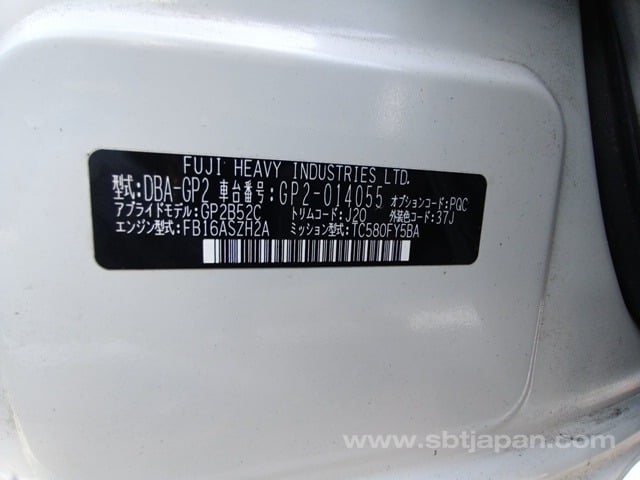 FUJI HEAVY INDUSTRIES LTD.
型式:DBA-GP2 車台番号:GP2-014055 オプションコード:PQC
アプライドモデル:GP2B52C トリムコード:J20 外装色コード:37J
エンジン型式:FB16ASZH2A ミッション型式:TC580FY5BA
www.sbtjapan.com